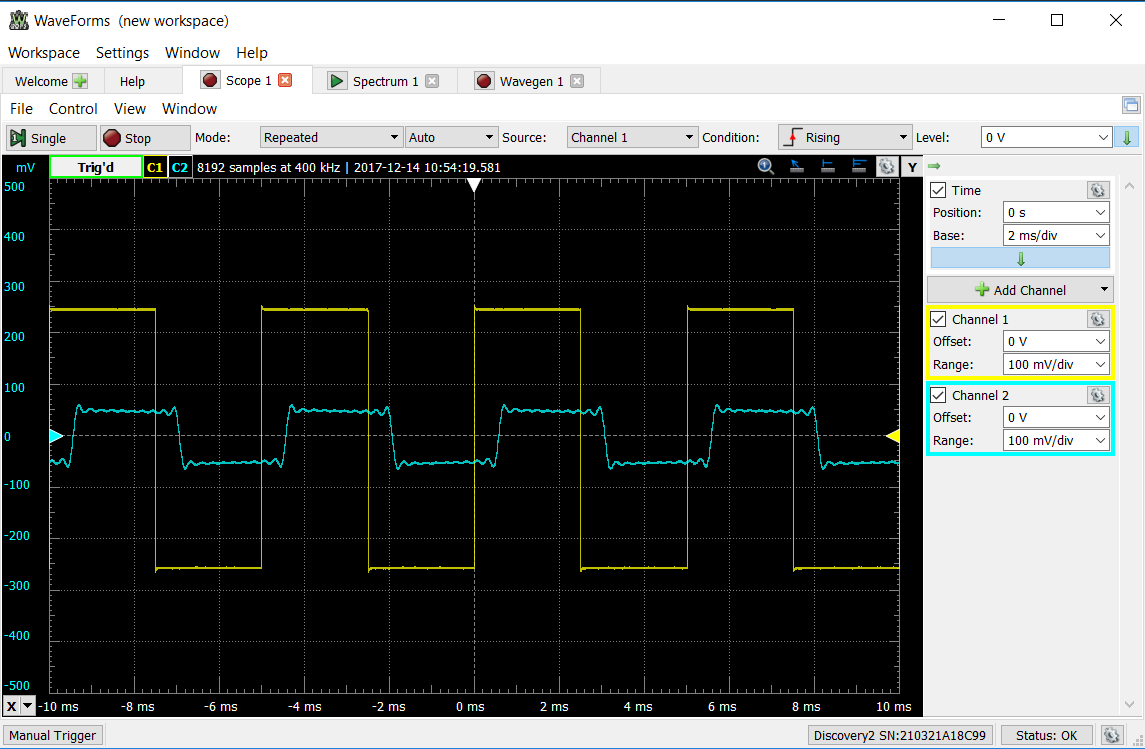 WaveForms (new workspace)
Workspace Settings Window Help
Welcome Help Scope 1 Spectrum 1 Wavegen 1
File Control View Window
Single Stop Mode: Repeated Auto Source: Channel 1 Condition: Rising Level: 0 V
mV Trig'd C1 C2 8192 samples at 400 kHz | 2017-12-14 10:54:19.581 Y
500
400
300
200
100
0
-100
-200
-300
-400
-500
X -10 ms -8 ms -6 ms -4 ms -2 ms 0 ms 2 ms 4 ms 6 ms 8 ms 10 ms
Time
Position: 0 s
Base: 2 ms/div
Add Channel
Channel 1
Offset: 0 V
Range: 100 mV/div
Channel 2
Offset: 0 V
Range: 100 mV/div
Manual Trigger Discovery2 SN:210321A18C99 Status: OK